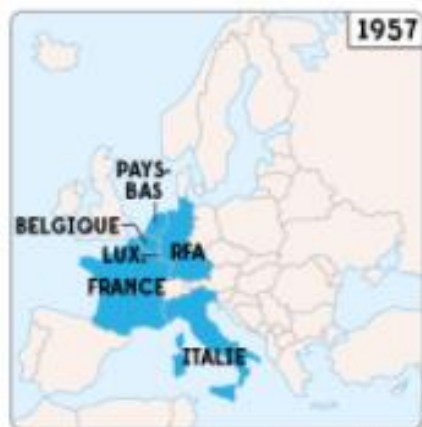 1957
PAYS-
BAS
BELGIQUE
LUX.
RFA
FRANCE
ITALIE